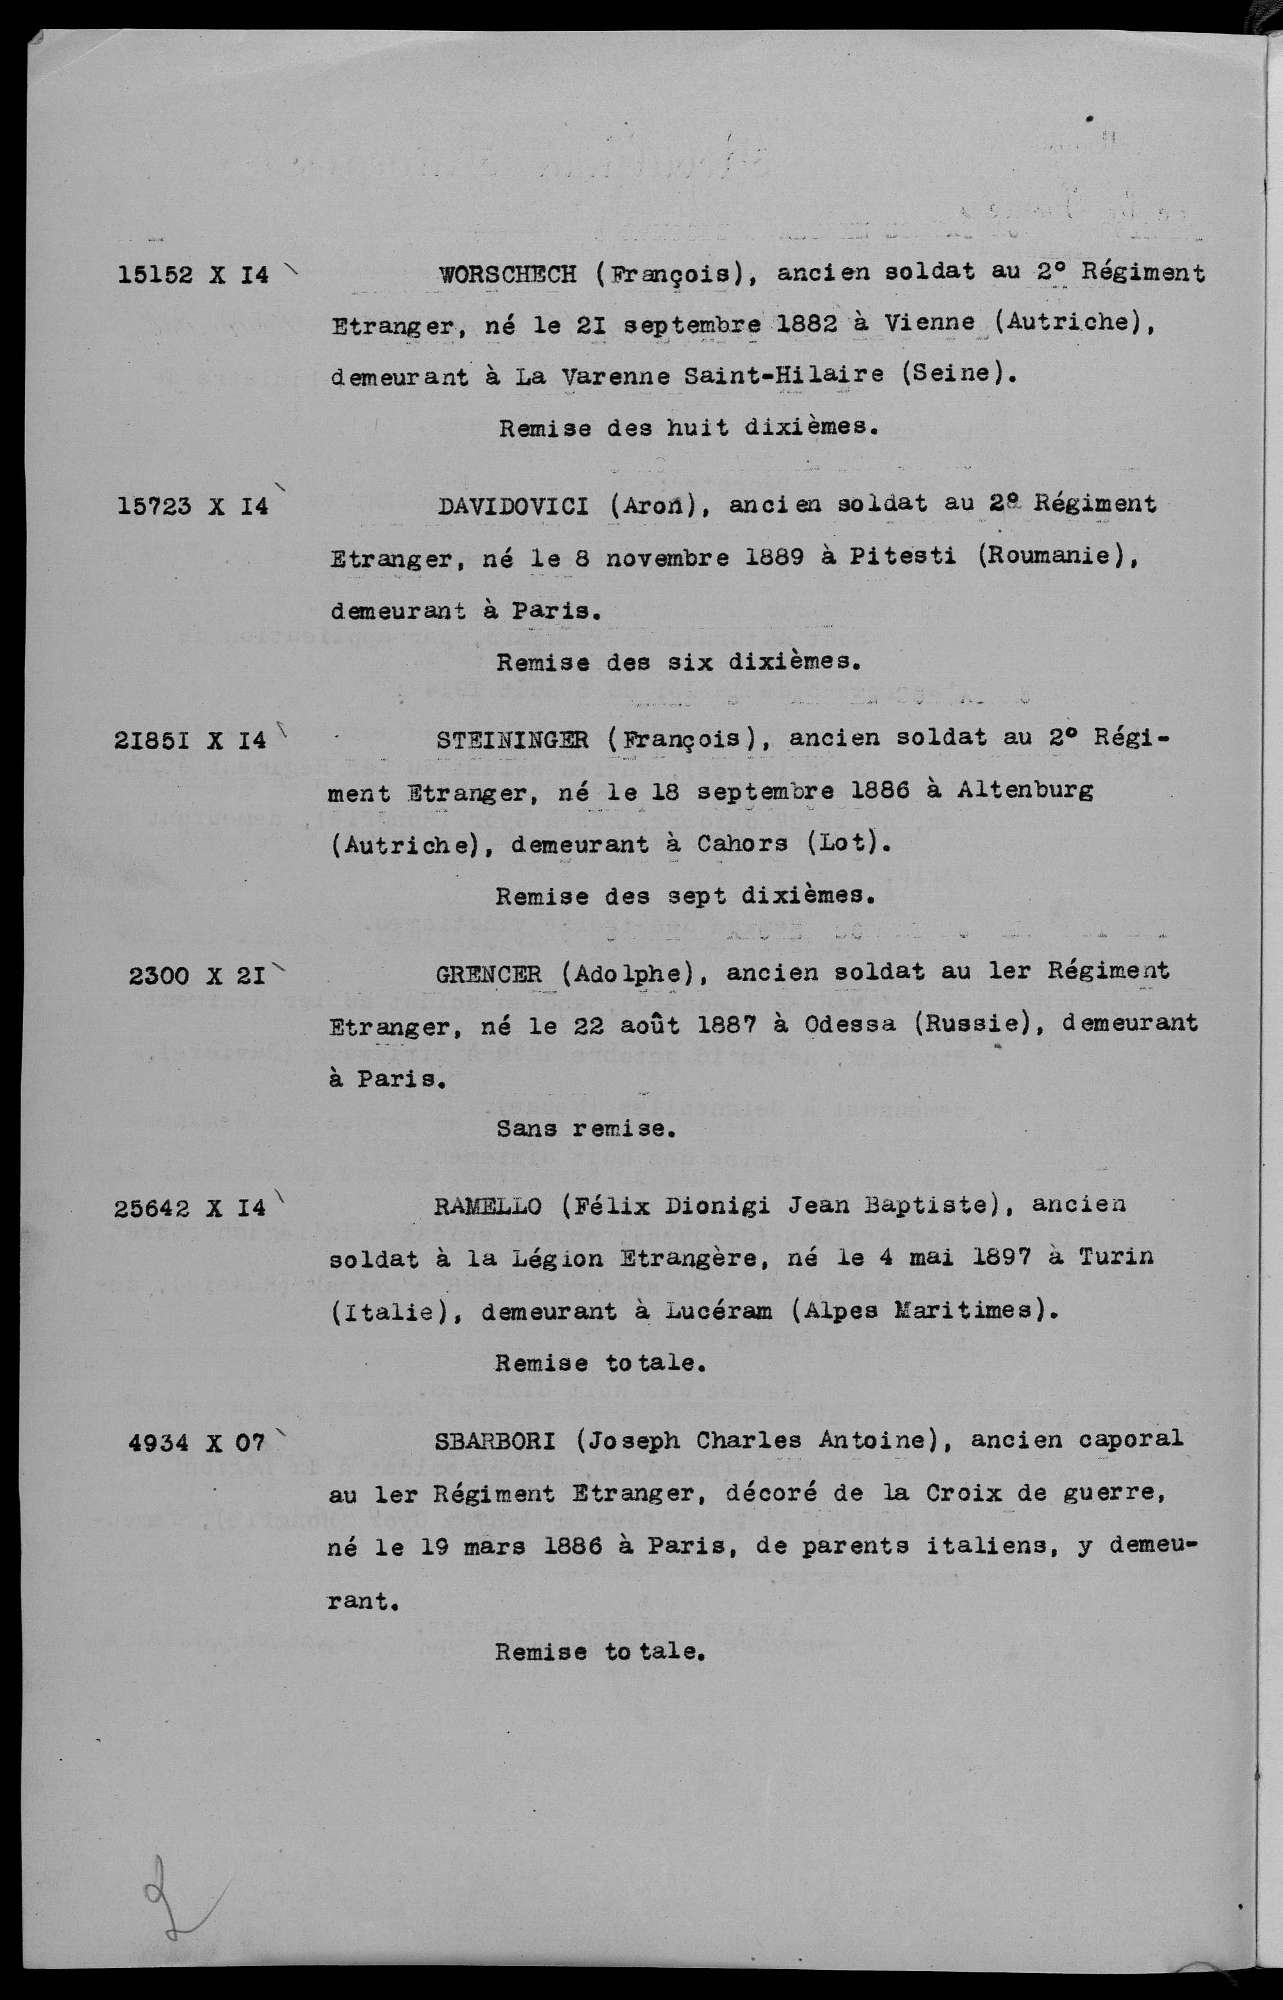 15152 X I4 WORSCHECH (François), ancien soldat au 2° Régiment
Etranger, né le 2I septembre 1882 à Vienne (Autriche),
demeurant à La Varenne Saint-Hilaire (Seine).
Remise des huit dixièmes.
15723 X I4 DAVIDOVICI (Aron), ancien soldat au 2° Régiment
Etranger, né le 8 novembre 1889 à Pitesti (Roumanie),
demeurant à Paris.
Remise des six dixièmes.
2I85I X I4 STEININGER (François), ancien soldat au 2° Régi-
ment Etranger, né le 18 septembre 1886 à Altenburg
(Autriche), demeurant à Cahors (Lot).
Remise des sept dixièmes.
2300 X 2I GRENCER (Adolphe), ancien soldat au 1er Régiment
Etranger, né le 22 août 1887 à Odessa (Russie), demeurant
à Paris.
Sans remise.
25642 X I4 RAMELLO (Félix Dionigi Jean Baptiste), ancien
soldat à la Légion Etrangère, né le 4 mai 1897 à Turin
(Italie), demeurant à Lucéram (Alpes Maritimes).
Remise totale.
4934 X 07 SBARBORI (Joseph Charles Antoine), ancien caporal
au 1er Régiment Etranger, décoré de la Croix de guerre,
né le 19 mars 1886 à Paris, de parents italiens, y demeu-
rant.
Remise totale.